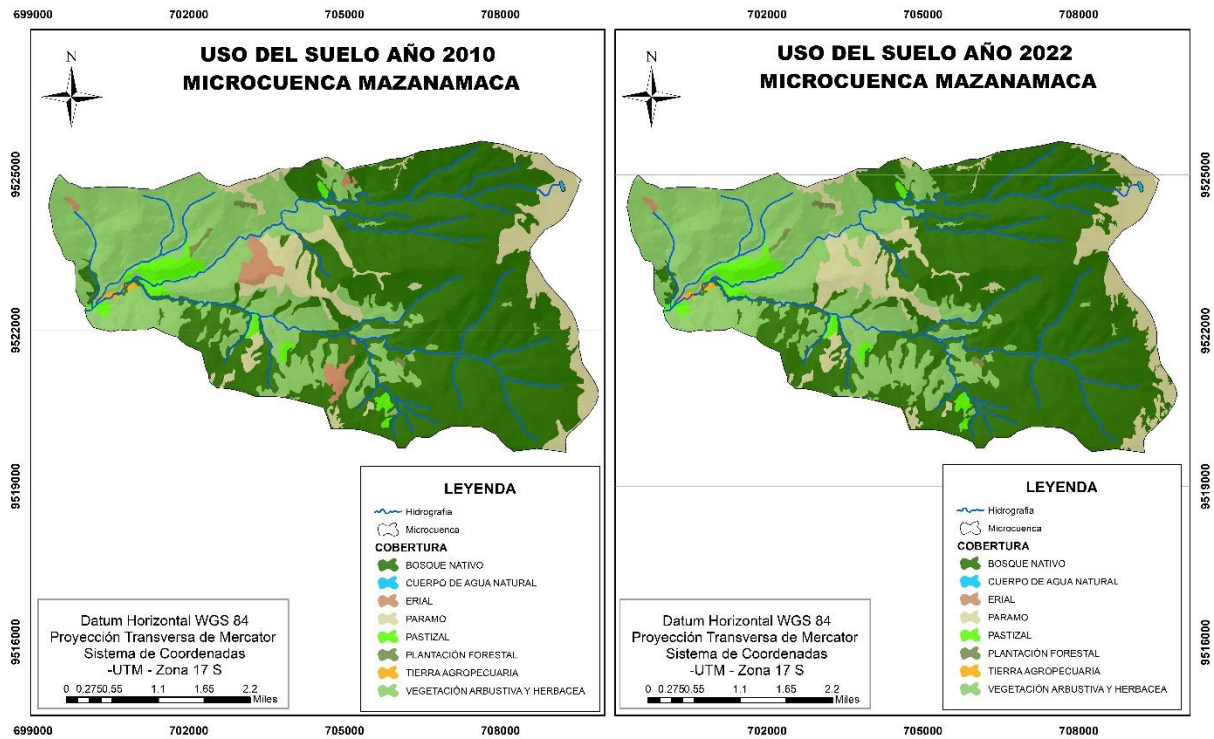 699000 702000 705000 708000
702000 705000 708000
USO DEL SUELO AÑO 2010
MICROCUENCA MAZANAMACA
N
9525000
9522000
9519000
9516000
LEYENDA
Hidrografia
Microcuenca
COBERTURA
BOSQUE NATIVO
CUERPO DE AGUA NATURAL
ERIAL
PARAMO
PASTIZAL
PLANTACIÓN FORESTAL
TIERRA AGROPECUARIA
VEGETACIÓN ARBUSTIVA Y HERBACEA
Datum Horizontal WGS 84
Proyección Transversa de Mercator
Sistema de Coordenadas
-UTM - Zona 17 S
0 0.2750.55 1.1 1.65 2.2
Miles
699000 702000 705000 708000
USO DEL SUELO AÑO 2022
MICROCUENCA MAZANAMACA
N
9525000
9522000
9519000
9516000
LEYENDA
Hidrografia
Microcuenca
COBERTURA
BOSQUE NATIVO
CUERPO DE AGUA NATURAL
ERIAL
PARAMO
PASTIZAL
PLANTACIÓN FORESTAL
TIERRA AGROPECUARIA
VEGETACIÓN ARBUSTIVA Y HERBACEA
Datum Horizontal WGS 84
Proyección Transversa de Mercator
Sistema de Coordenadas
-UTM - Zona 17 S
0 0.2750.55 1.1 1.65 2.2
Miles
702000 705000 708000